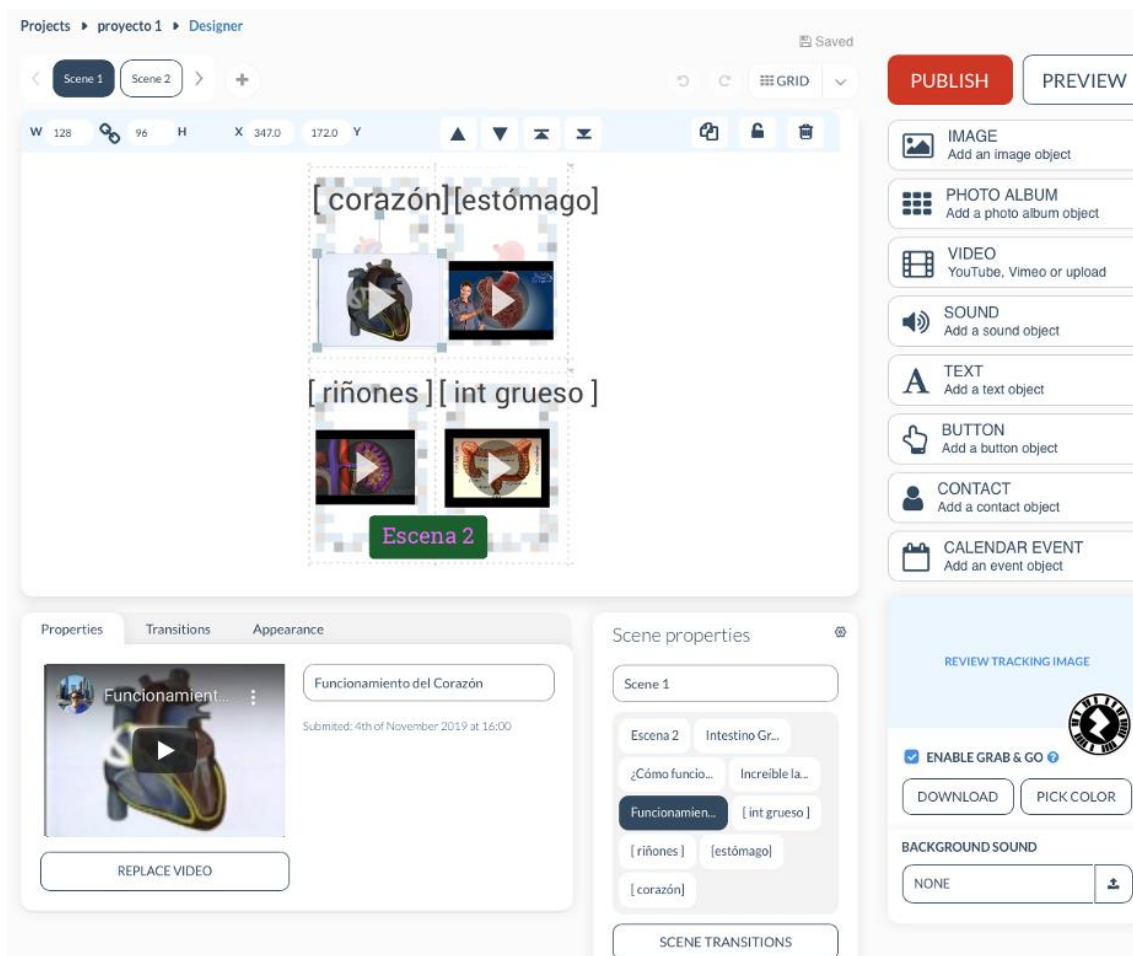 Projects ▸ proyecto 1 ▸ Designer
Saved
Scene 1 Scene 2 +
GRID
PUBLISH PREVIEW
W 128 96 H X 347.0 172.0 Y
IMAGE
Add an image object
PHOTO ALBUM
Add a photo album object
VIDEO
YouTube, Vimeo or upload
SOUND
Add a sound object
TEXT
Add a text object
BUTTON
Add a button object
CONTACT
Add a contact object
CALENDAR EVENT
Add an event object
[ corazón] [estómago]
[ riñones ] [ int grueso ]
Escena 2
Properties Transitions Appearance
Funcionamient...
Funcionamiento del Corazón
Submited: 4th of November 2019 at 16:00
REPLACE VIDEO
Scene properties
Scene 1
Escena 2 Intestino Gr...
¿Cómo funcio... Increíble la...
Funcionamien... [ int grueso ]
[ riñones ] [estómago]
[ corazón]
SCENE TRANSITIONS
REVIEW TRACKING IMAGE
ENABLE GRAB & GO ?
DOWNLOAD PICK COLOR
BACKGROUND SOUND
NONE